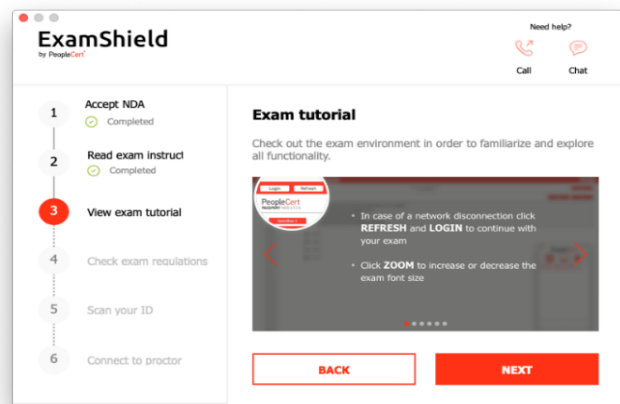 ExamShield
by PeopleCert
Need help?
Call
Chat
1
Accept NDA
Completed
2
Read exam instruct
Completed
3
View exam tutorial
4
Check exam regulations
5
Scan your ID
6
Connect to proctor
Exam tutorial
Check out the exam environment in order to familiarize and explore
all functionality.
Login
Refresh
PeopleCert
• In case of a network disconnection click
REFRESH and LOGIN to continue with
your exam
• Click ZOOM to increase or decrease the
exam font size
BACK
NEXT